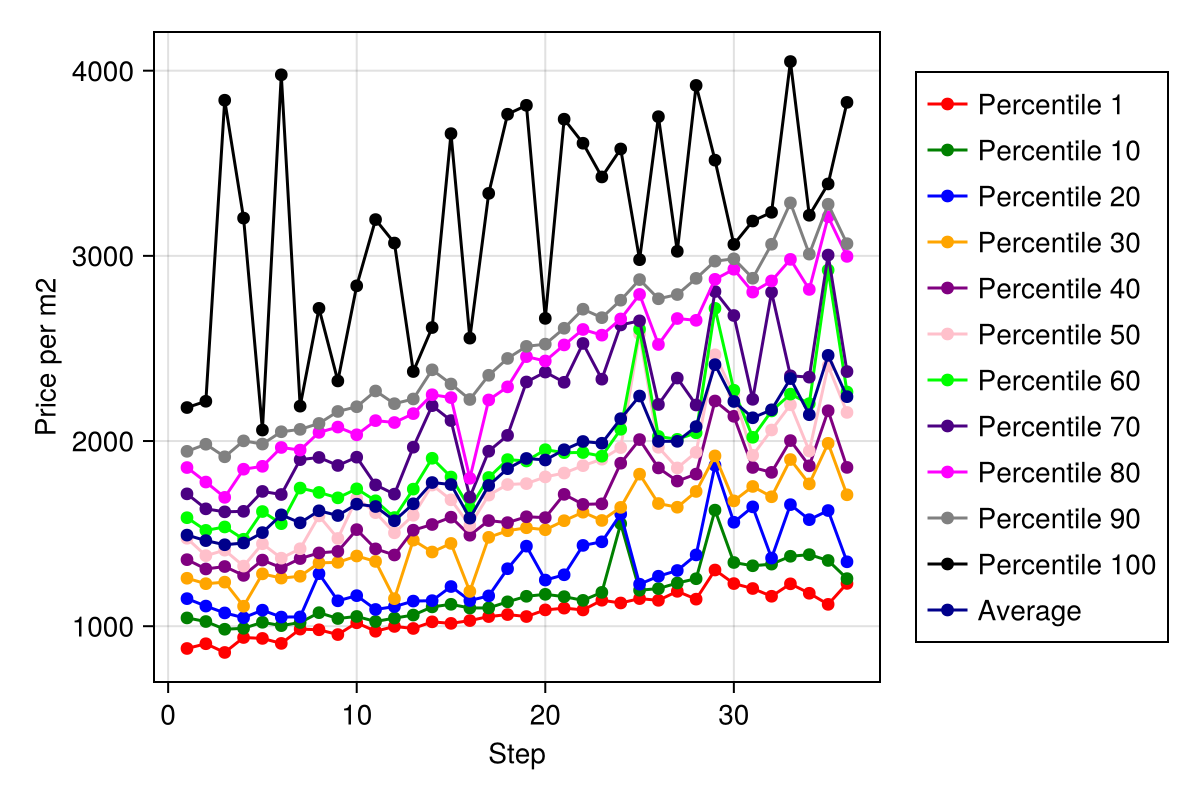 4000
3000
2000
1000
Price per m2
0
10
20
30
Step
Percentile 1
Percentile 10
Percentile 20
Percentile 30
Percentile 40
Percentile 50
Percentile 60
Percentile 70
Percentile 80
Percentile 90
Percentile 100
Average